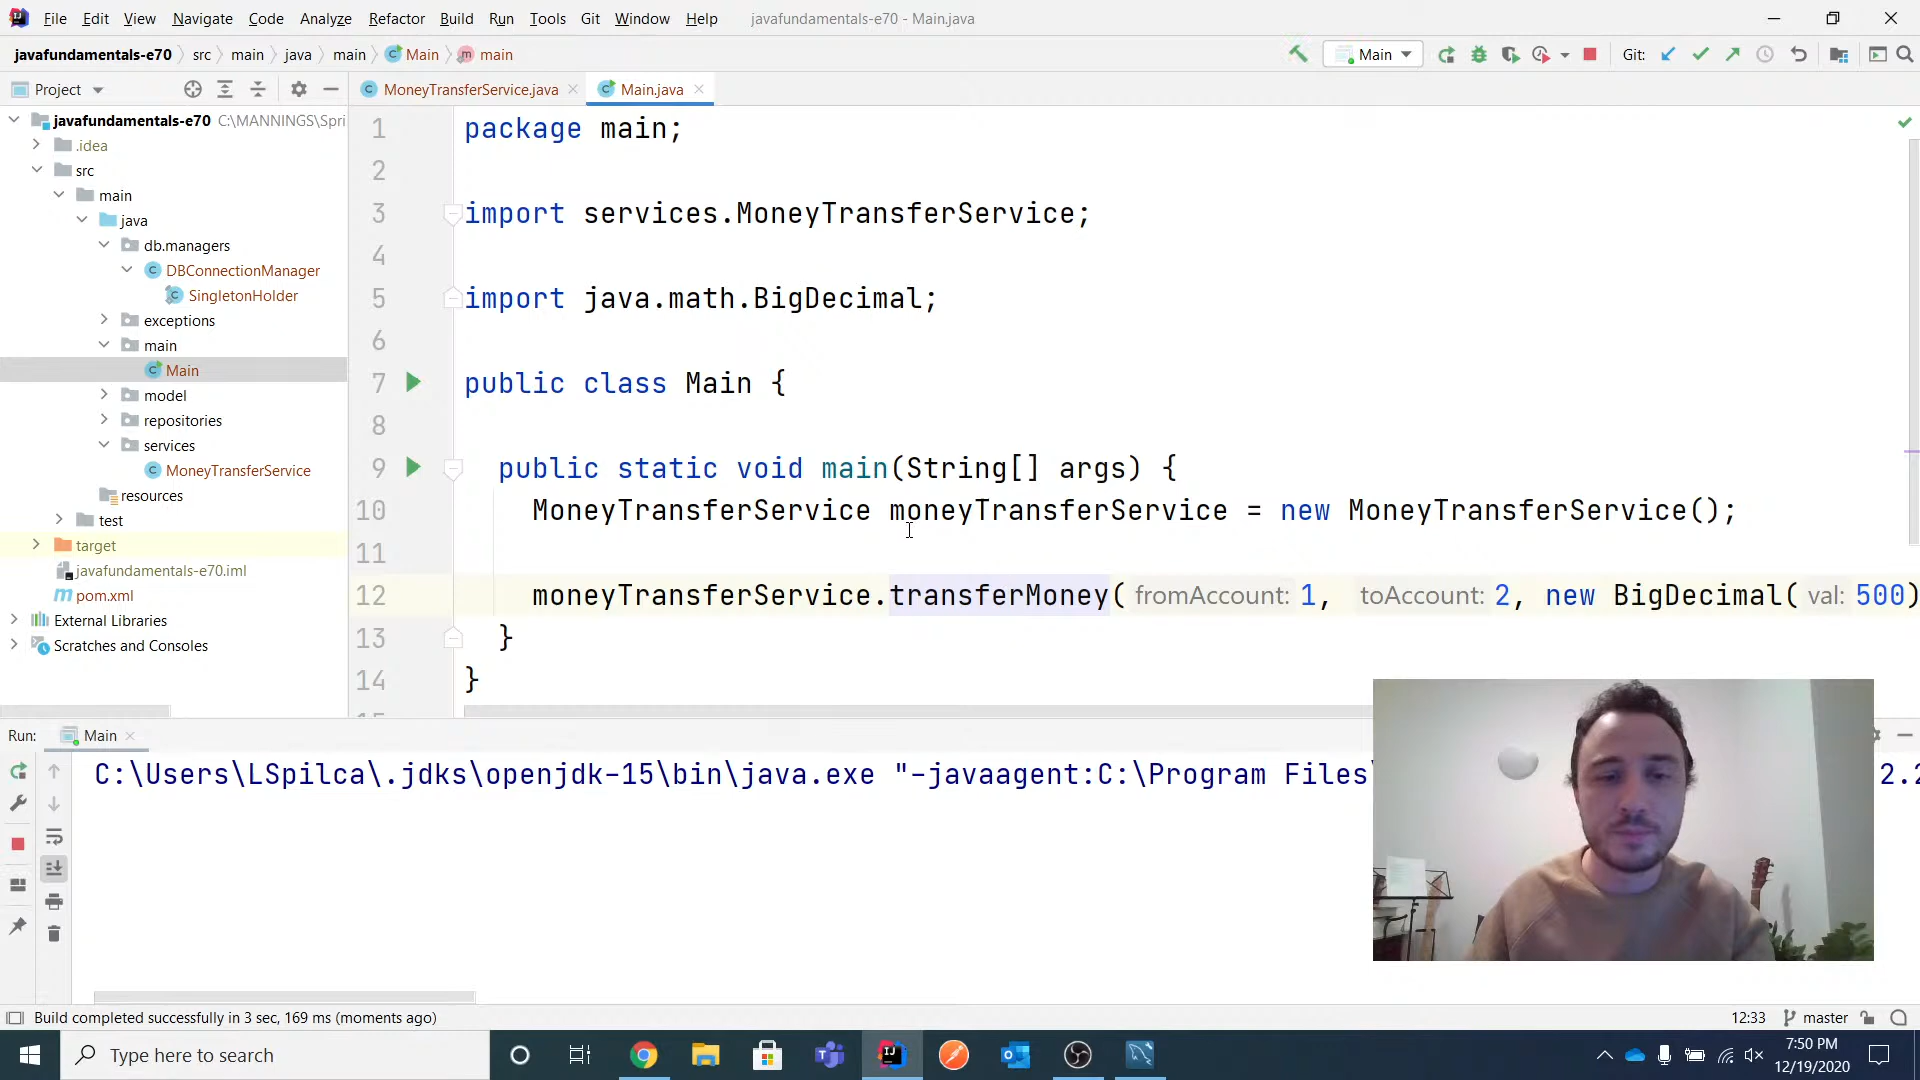 File Edit View Navigate Code Analyze Refactor Build Run Tools Git Window Help javafundamentals-e70 - Main.java
javafundamentals-e70 src main java main Main main
Main Git:
Project
MoneyTransferService.java Main.java
javafundamentals-e70 C:\MANNINGS\Spri
.idea
src
main
java
db.managers
DBConnectionManager
SingletonHolder
exceptions
main
Main
model
repositories
services
MoneyTransferService
resources
test
target
javafundamentals-e70.iml
pom.xml
External Libraries
Scratches and Consoles
1 package main;
2
3 import services.MoneyTransferService;
4
5 import java.math.BigDecimal;
6
7 public class Main {
8
9 public static void main(String[] args) {
10 MoneyTransferService moneyTransferService = new MoneyTransferService();
11
12 moneyTransferService.transferMoney( fromAccount: 1, toAccount: 2, new BigDecimal( val: 500)
13 }
14 }
Run: Main
C:\Users\LSpilca\.jdks\openjdk-15\bin\java.exe "-javaagent:C:\Program Files\
Build completed successfully in 3 sec, 169 ms (moments ago)
12:33 master
Type here to search
7:50 PM
12/19/2020